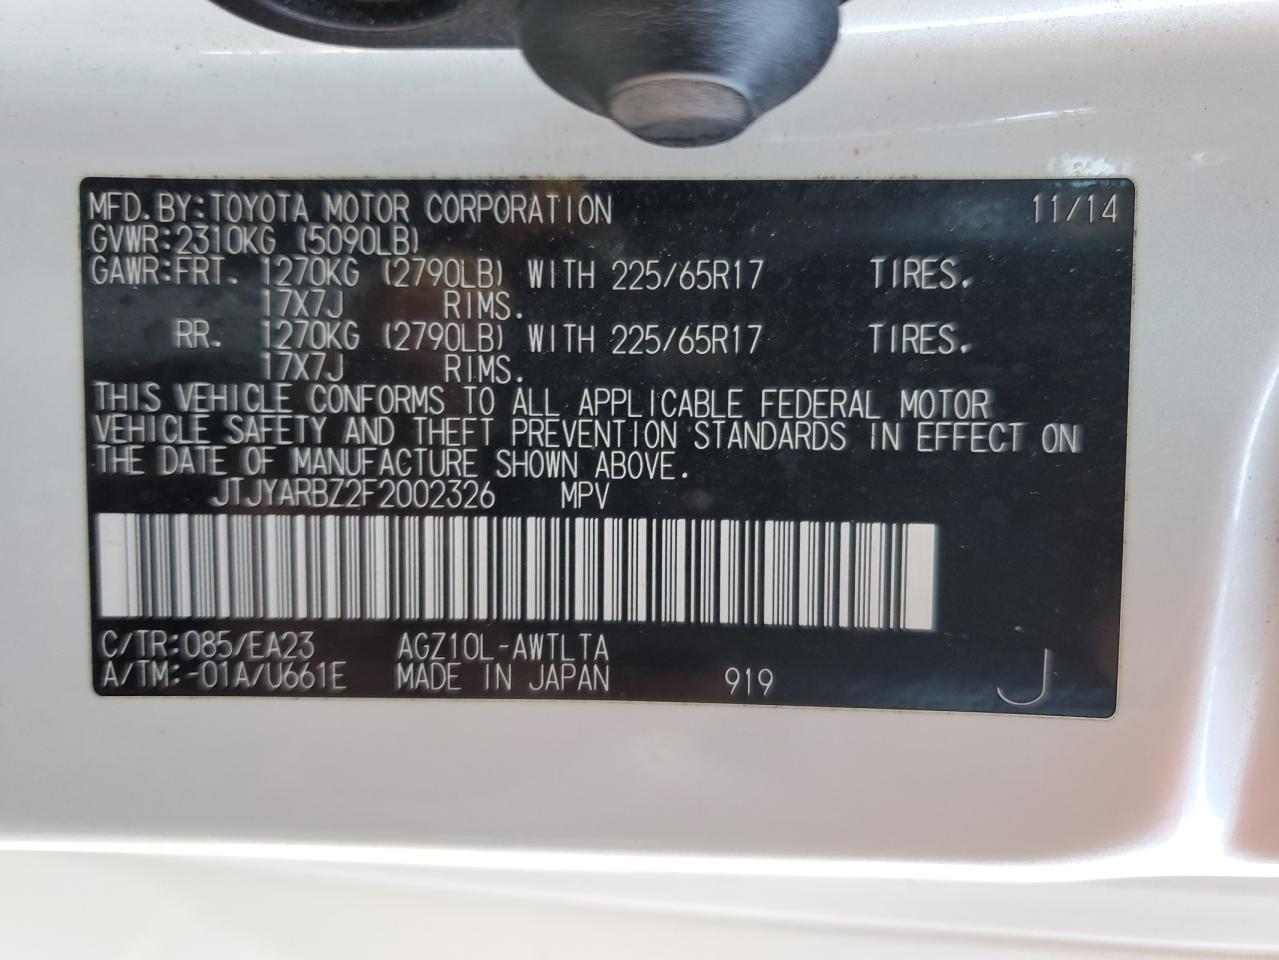 MFD.BY:TOYOTA MOTOR CORPORATION 11/14
GVWR:2310KG (5090LB)
GAWR:FRT. 1270KG (2790LB) WITH 225/65R17 TIRES.
17X7J RIMS.
RR. 1270KG (2790LB) WITH 225/65R17 TIRES.
17X7J RIMS.
THIS VEHICLE CONFORMS TO ALL APPLICABLE FEDERAL MOTOR
VEHICLE SAFETY AND THEFT PREVENTION STANDARDS IN EFFECT ON
THE DATE OF MANUFACTURE SHOWN ABOVE.
JTJYARBZ2F2002326 MPV
C/TR:085/EA23 AGZ10L-AWTLTA
A/TM:-01A/U661E MADE IN JAPAN 919 J